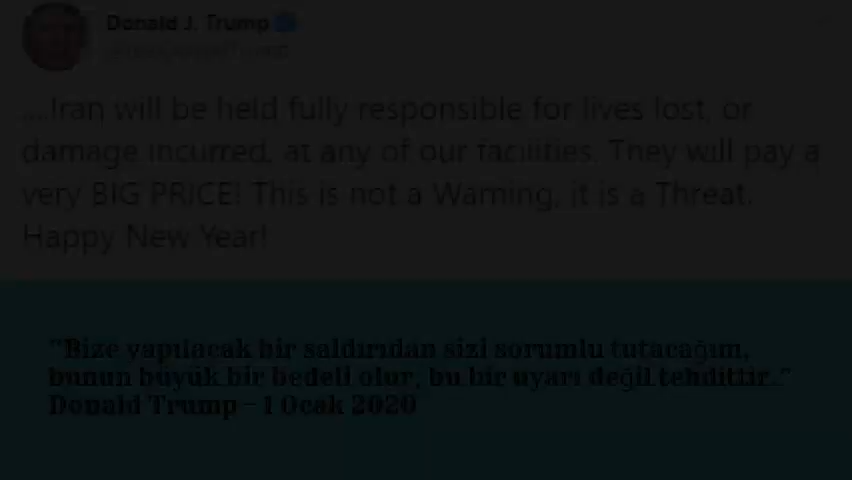 Donald J. Trump
....Iran will be held fully responsible for lives lost, or
damage incurred, at any of our facilities. They will pay a
very BIG PRICE! This is not a Warning, it is a Threat.
Happy New Year!
"Bize yapılacak bir saldırıdan sizi sorumlu tutacağım,
bunun büyük bir bedeli olur, bu bir uyarı değil tehdittir.."
Donald Trump - 1 Ocak 2020